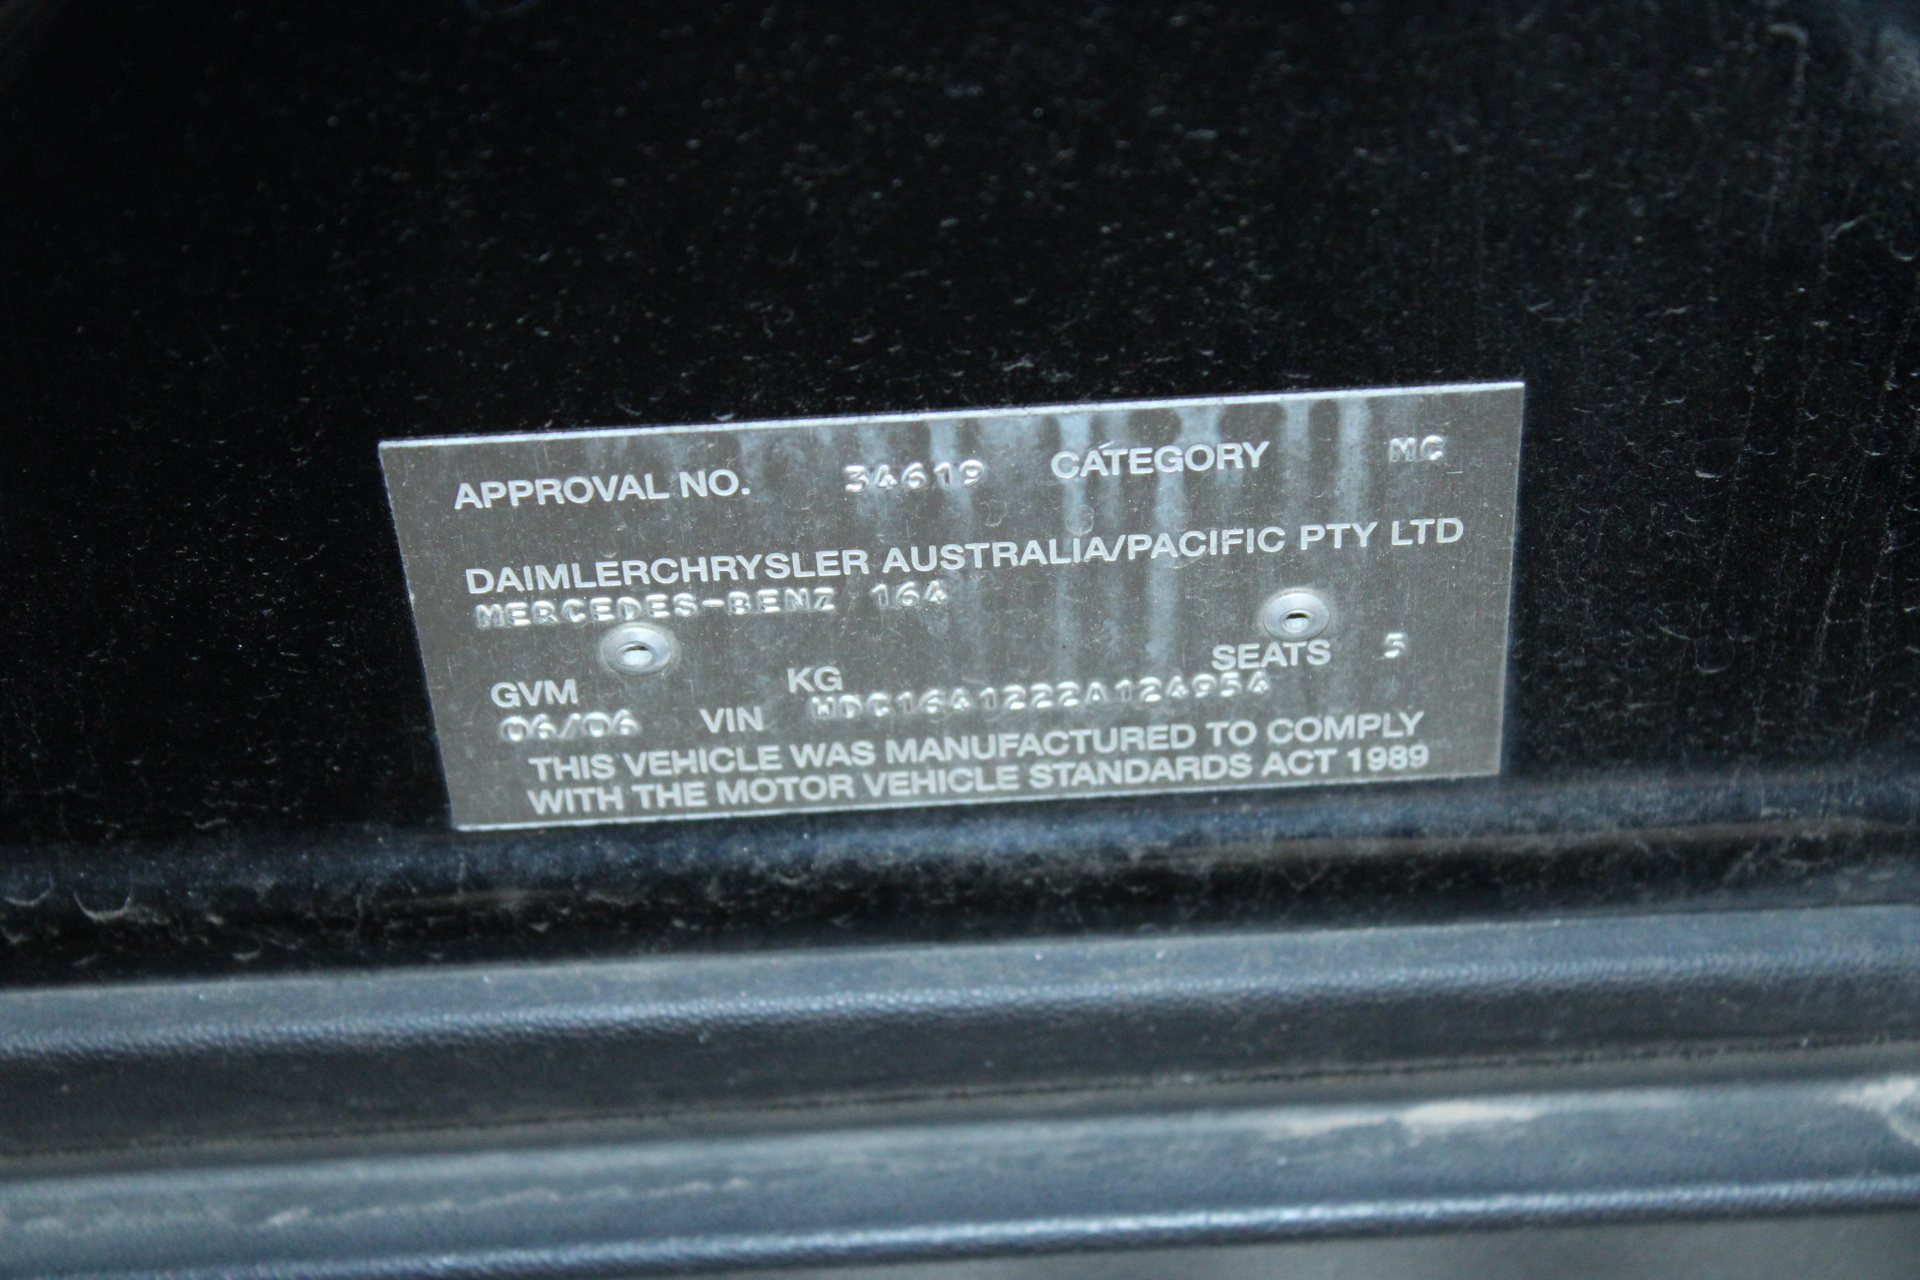 APPROVAL NO. 34619 CATEGORY MC
DAIMLERCHRYSLER AUSTRALIA/PACIFIC PTY LTD
MERCEDES-BENZ 164
GVM KG SEATS 5
06/06 VIN WDC1641222A124954
THIS VEHICLE WAS MANUFACTURED TO COMPLY
WITH THE MOTOR VEHICLE STANDARDS ACT 1989